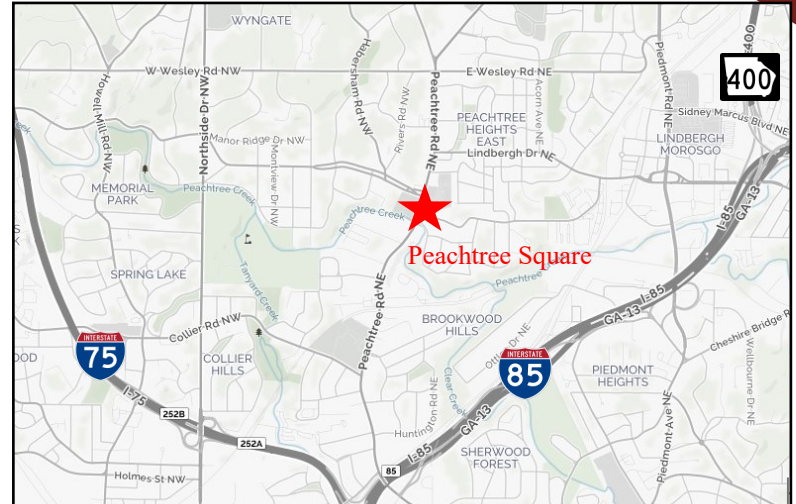 WYNGATE
W Wesley Rd NW
E Wesley Rd NE
Habersham Rd NW
Peachtree Rd NE
Piedmont Rd NE
400
400
Howell Mill Rd NW
Northside Dr NW
Rivers Rd NW
Acorn Ave NE
PEACHTREE
HEIGHTS
EAST
Sidney Marcus Blvd NE
Manor Ridge Dr NW
Montview Dr NW
Lindbergh Dr NE
LINDBERGH
MOROSGO
MEMORIAL
PARK
Peachtree Creek
Peachtree Creek
I-85
GA-13
Peachtree Square
SPRING LAKE
Tanyard Creek
Peachtree Creek
Peachtree Rd NE
I-85
GA-13
BROOKWOOD
HILLS
Collier Rd NW
Cheshire Bridge R
INTERSTATE
75
COLLIER
HILLS
INTERSTATE
85
PIEDMONT
HEIGHTS
Wellbourne Dr NE
Clear Creek
I-75
252B
252A
Huntington Rd NE
GA-13
I-85
Piedmont Ave NE
SHERWOOD
FOREST
85
Holmes St NW